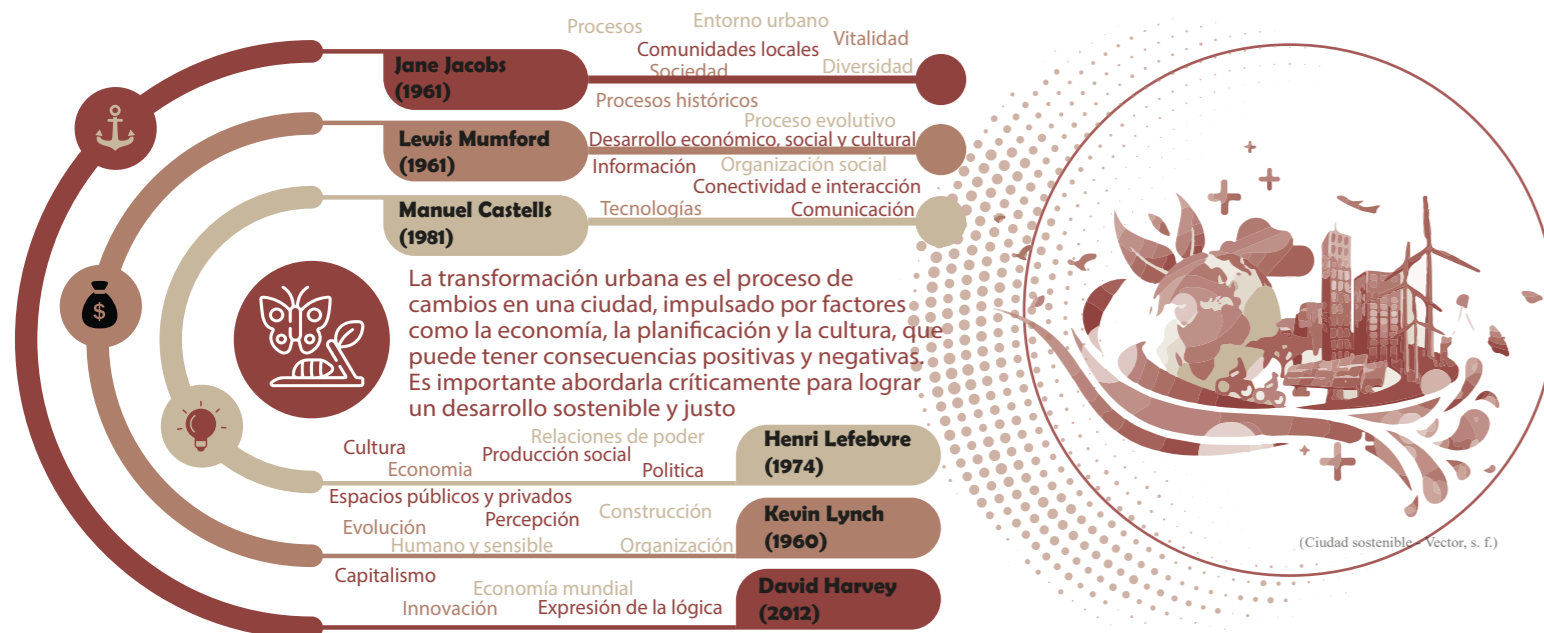 Procesos
Entorno urbano
Vitalidad
Comunidades locales
Sociedad
Diversidad
Jane Jacobs
(1961)
Procesos históricos
Proceso evolutivo
Lewis Mumford
(1961)
Desarrollo económico, social y cultural
Información
Organización social
Conectividad e interacción
Manuel Castells
(1981)
Tecnologías
Comunicación
$
La transformación urbana es el proceso de
cambios en una ciudad, impulsado por factores
como la economía, la planificación y la cultura, que
puede tener consecuencias positivas y negativas.
Es importante abordarla críticamente para lograr
un desarrollo sostenible y justo
Cultura
Relaciones de poder
Producción social
Economia
Politica
Henri Lefebvre
(1974)
Espacios públicos y privados
Evolución
Percepción
Construcción
Humano y sensible
Organización
Kevin Lynch
(1960)
Capitalismo
Economía mundial
Innovación
Expresión de la lógica
David Harvey
(2012)
(Ciudad sostenible - Vector, s. f.)